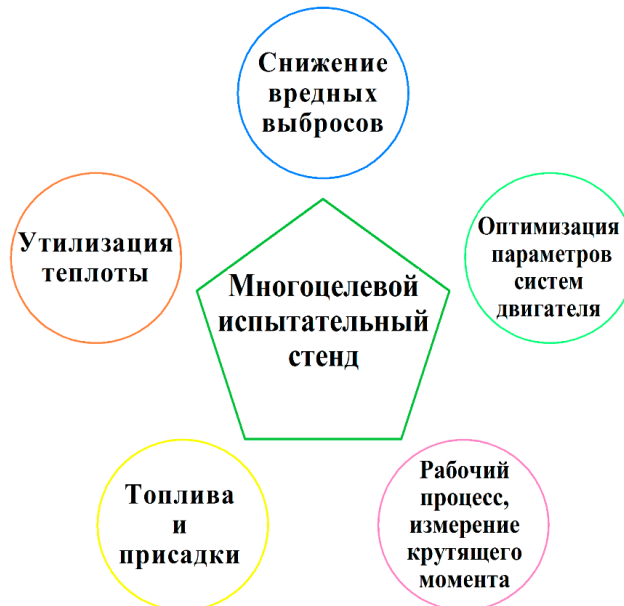 Снижение
вредных
выбросов
Утилизация
теплоты
Оптимизация
параметров
систем
двигателя
Многоцелевой
испытательный
стенд
Топлива
и
присадки
Рабочий
процесс,
измерение
крутящего
момента